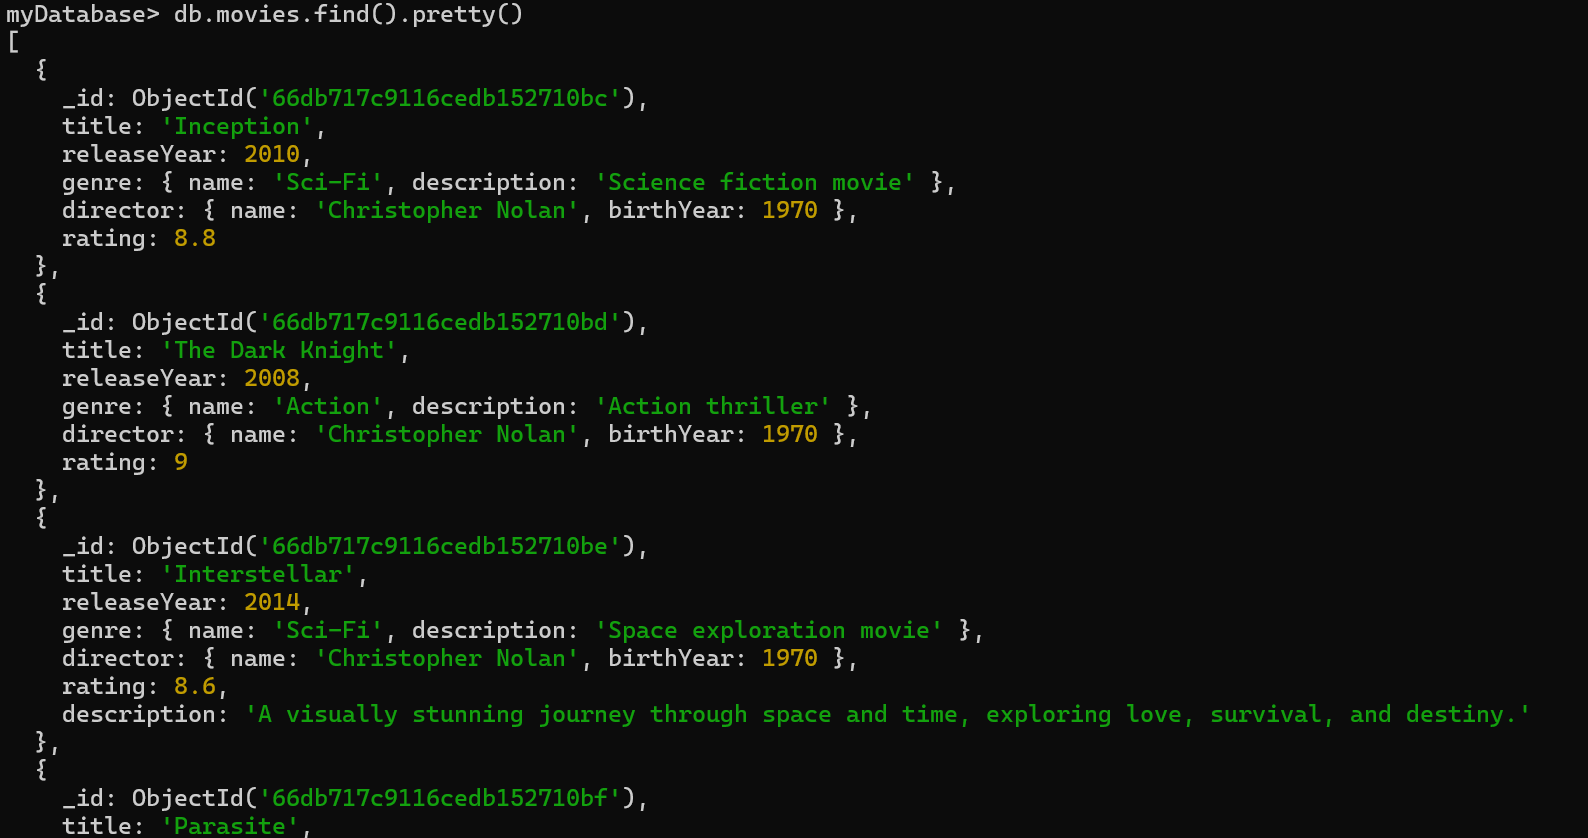 myDatabase> db.movies.find().pretty()
[
  {
    _id: ObjectId('66db717c9116cedb152710bc'),
    title: 'Inception',
    releaseYear: 2010,
    genre: { name: 'Sci-Fi', description: 'Science fiction movie' },
    director: { name: 'Christopher Nolan', birthYear: 1970 },
    rating: 8.8
  },
  {
    _id: ObjectId('66db717c9116cedb152710bd'),
    title: 'The Dark Knight',
    releaseYear: 2008,
    genre: { name: 'Action', description: 'Action thriller' },
    director: { name: 'Christopher Nolan', birthYear: 1970 },
    rating: 9
  },
  {
    _id: ObjectId('66db717c9116cedb152710be'),
    title: 'Interstellar',
    releaseYear: 2014,
    genre: { name: 'Sci-Fi', description: 'Space exploration movie' },
    director: { name: 'Christopher Nolan', birthYear: 1970 },
    rating: 8.6,
    description: 'A visually stunning journey through space and time, exploring love, survival, and destiny.'
  },
  {
    _id: ObjectId('66db717c9116cedb152710bf'),
    title: 'Parasite',